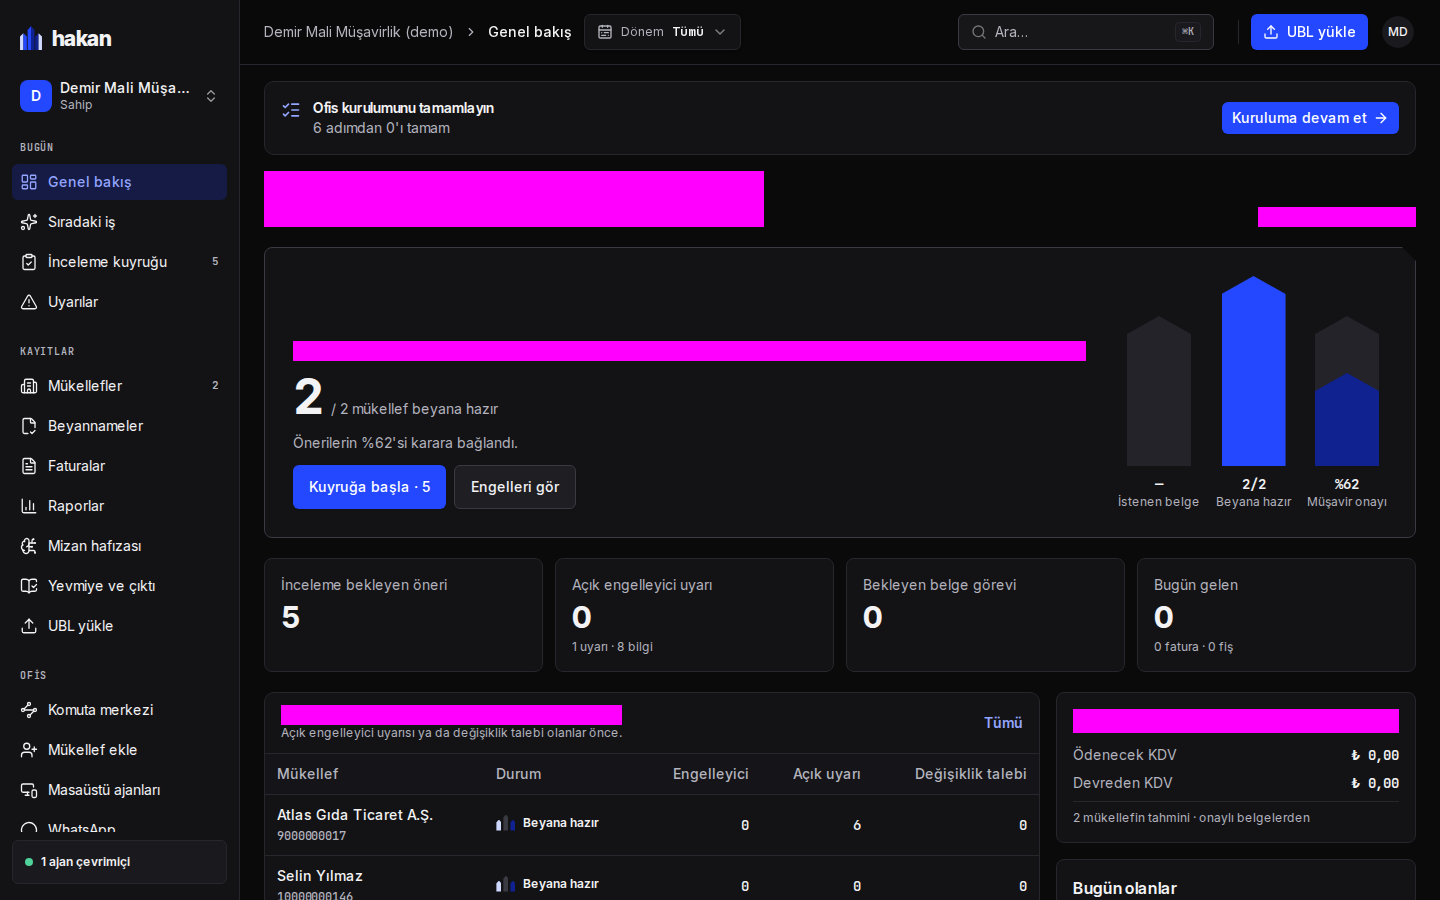 hakan
Demir Mali Müşa...
Sahip
BUGÜN
Genel bakış
Sıradaki iş
İnceleme kuyruğu 5
Uyarılar
KAYITLAR
Mükellefler 2
Beyannameler
Faturalar
Raporlar
Mizan hafızası
Yevmiye ve çıktı
UBL yükle
OFİS
Komuta merkezi
Mükellef ekle
Masaüstü ajanları
WhatsApp
1 ajan çevrimiçi
Demir Mali Müşavirlik (demo) > Genel bakış
Dönem Tümü
Ara...
⌘K
UBL yükle
MD
Ofis kurulumunu tamamlayın
6 adımdan 0'ı tamam
Kuruluma devam et →
2 / 2 mükellef beyana hazır
Önerilerin %62'si karara bağlandı.
Kuyruğa başla · 5
Engelleri gör
— 2/2 %62
İstenen belge Beyana hazır Müşavir onayı
İnceleme bekleyen öneri
5
Açık engelleyici uyarı
0
1 uyarı · 8 bilgi
Bekleyen belge görevi
0
Bugün gelen
0
0 fatura · 0 fiş
Açık engelleyici uyarısı ya da değişiklik talebi olanlar önce.
Tümü
Mükellef Durum Engelleyici Açık uyarı Değişiklik talebi
Atlas Gıda Ticaret A.Ş. Beyana hazır 0 6 0
9000000017
Selin Yılmaz Beyana hazır 0 0 0
10000000146
Ödenecek KDV ₺ 0,00
Devreden KDV ₺ 0,00
2 mükellefin tahmini · onaylı belgelerden
Bugün olanlar